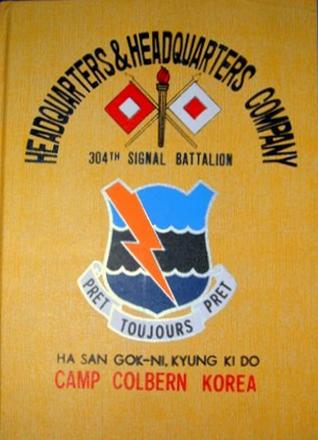 HEADQUARTERS & HEADQUARTERS COMPANY
304TH SIGNAL BATTALION
PRET TOUJOURS PRET
HA SAN GOK-NI, KYUNG KI DO
CAMP COLBERN KOREA